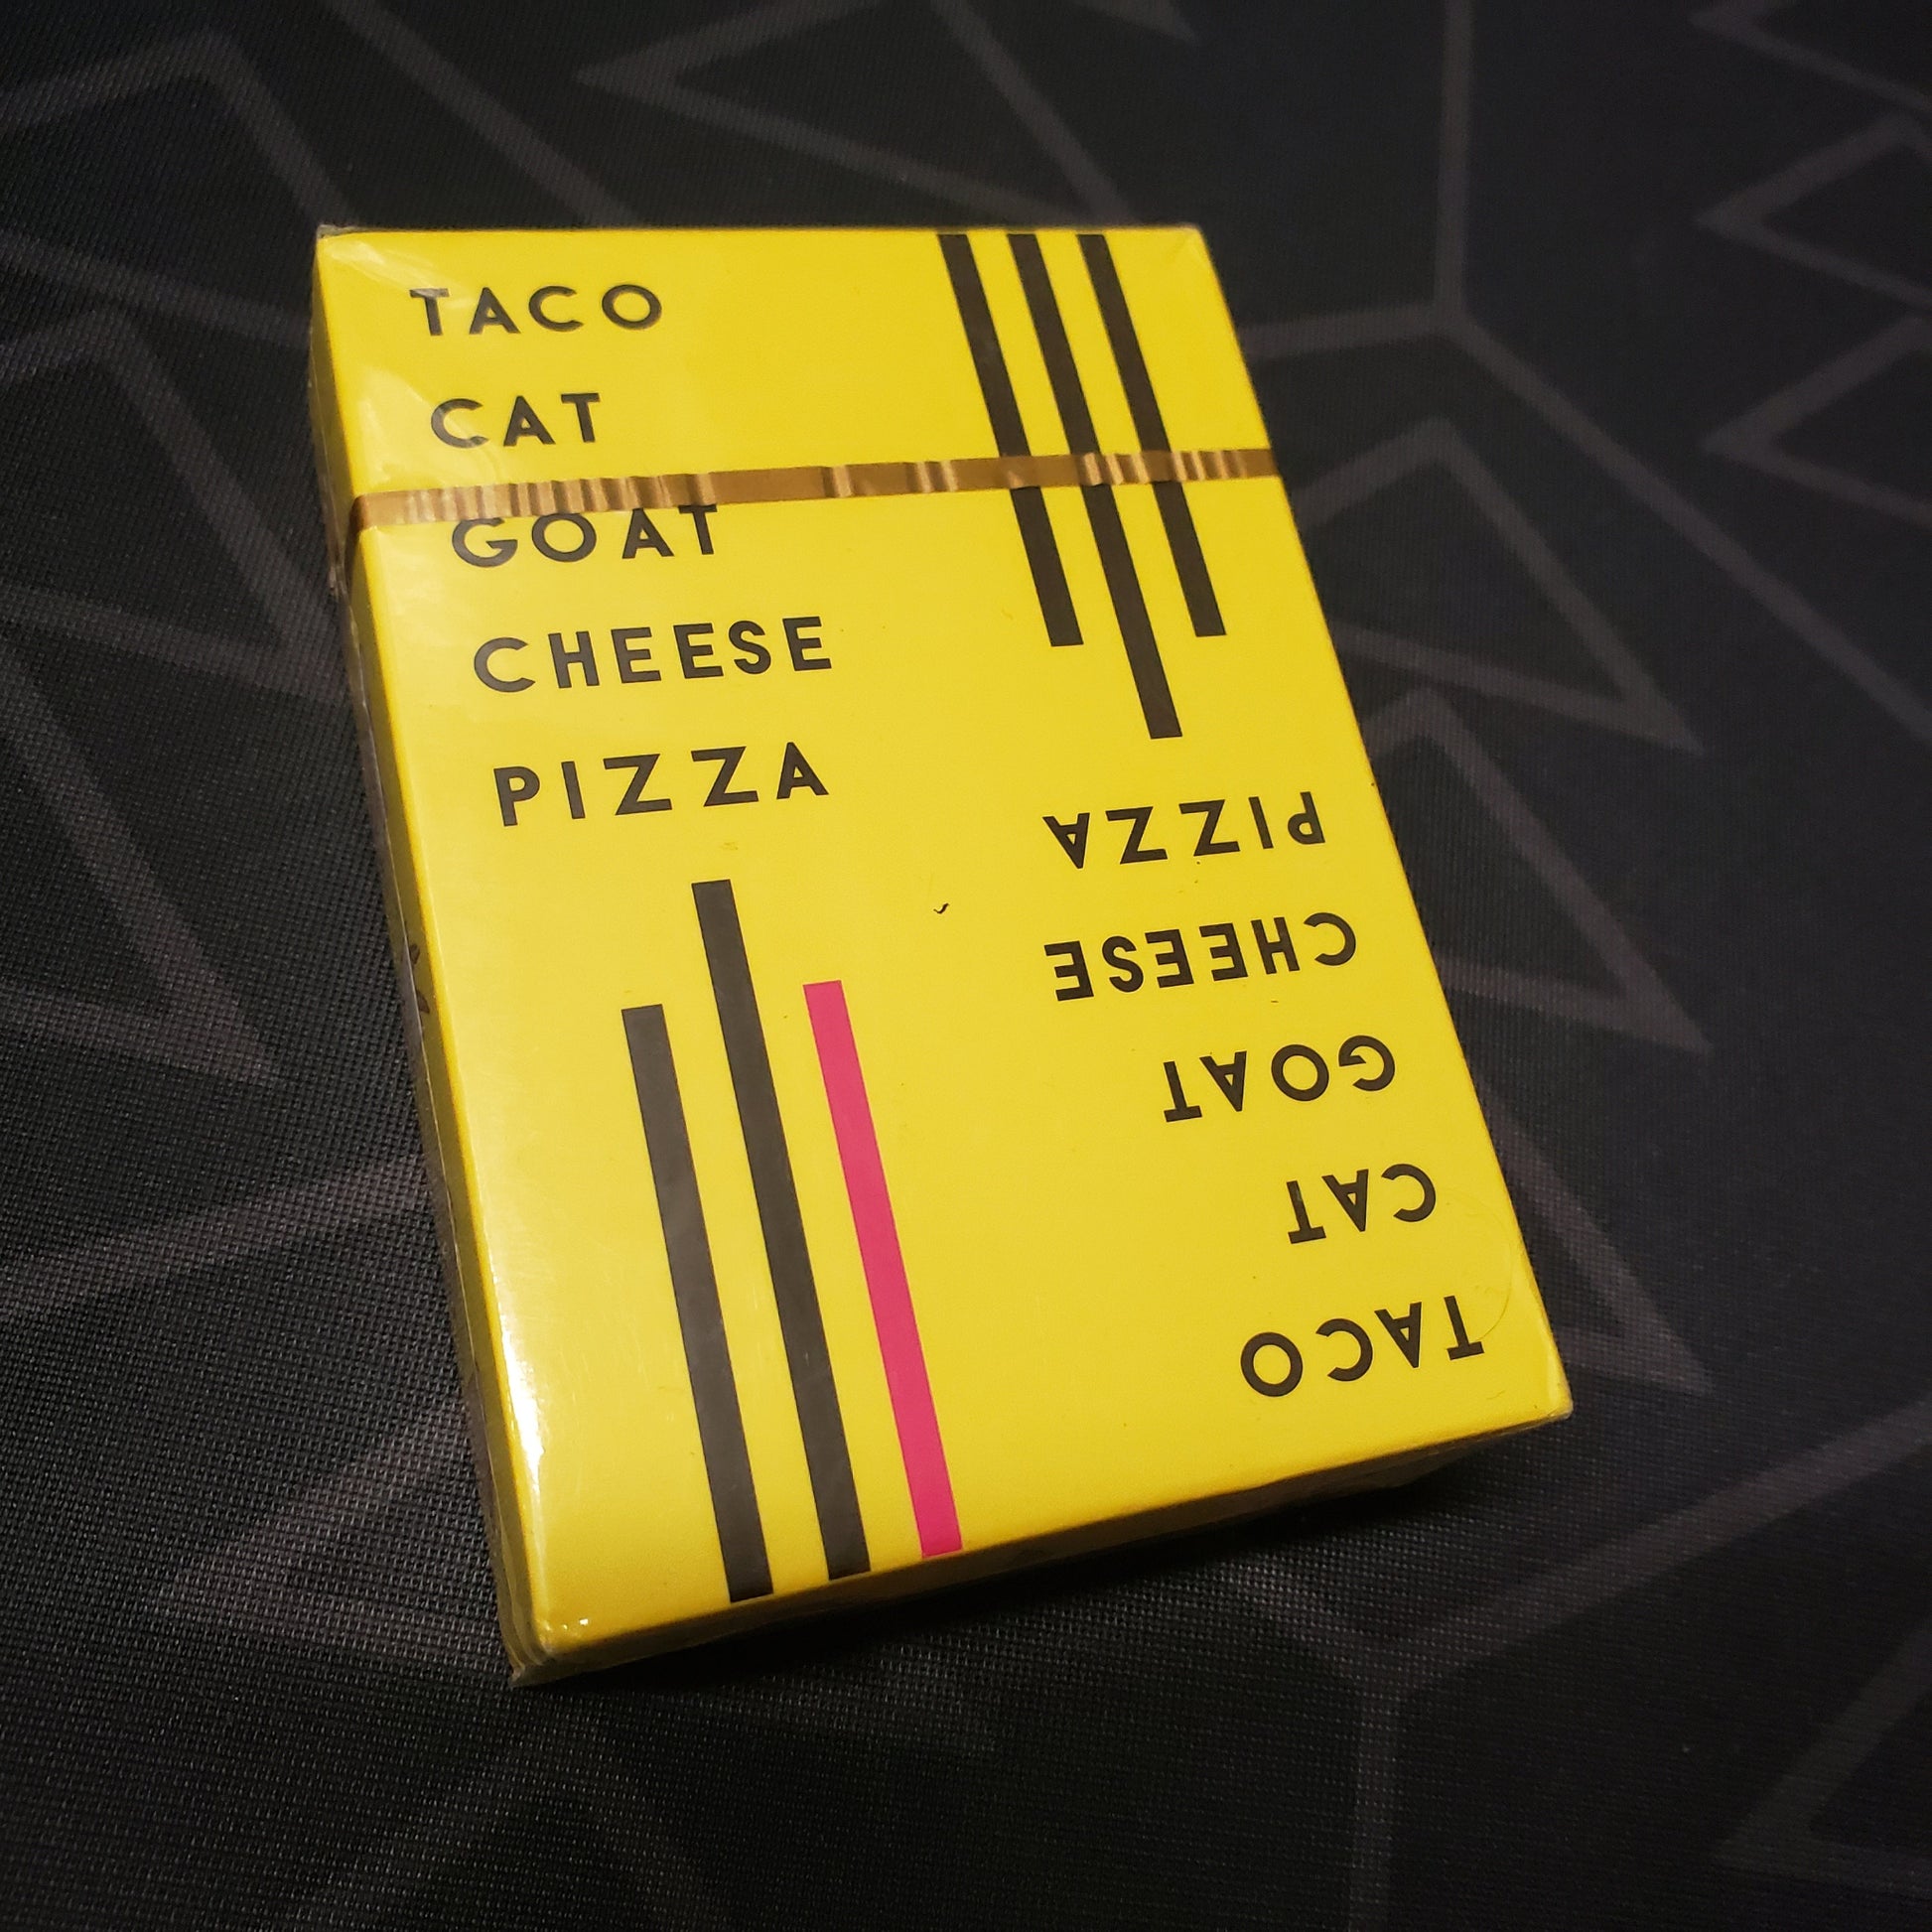 TACO
CAT
GOAT
CHEESE
PIZZA
TACO
CAT
GOAT
CHEESE
PIZZA